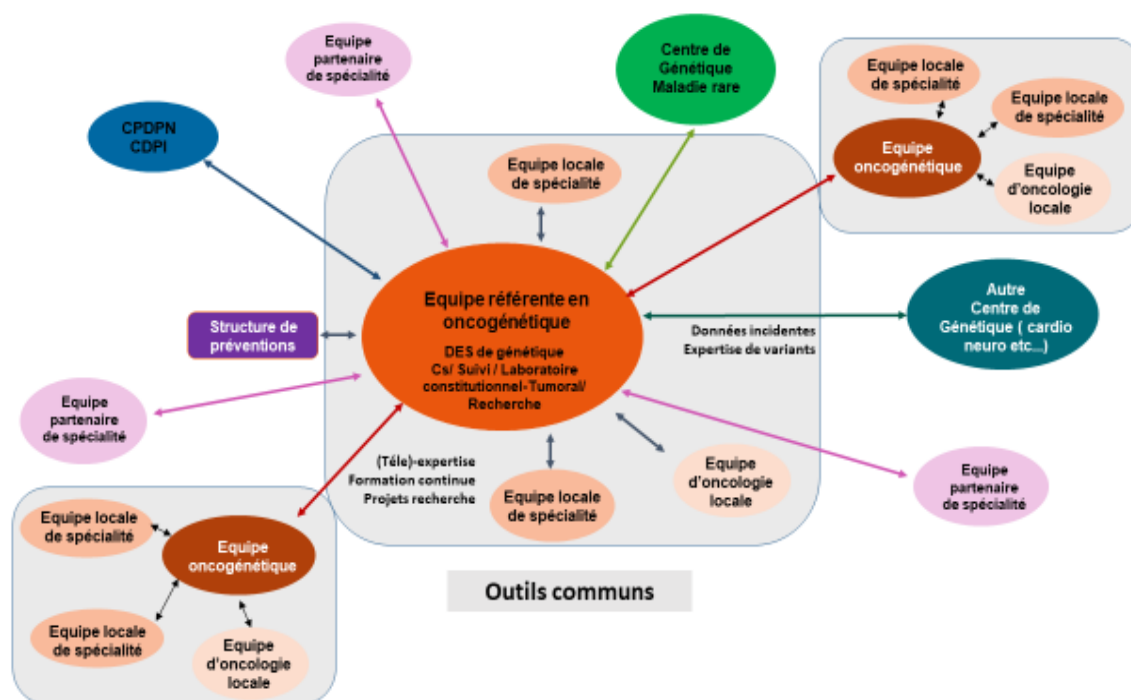 Equipe
partenaire
de spécialité
Centre de
Génétique
Maladie rare
Equipe locale
de spécialité
Equipe locale
de spécialité
Equipe
oncogénétique
Equipe
d'oncologie
locale
CPDPN
CDPI
Equipe locale
de spécialité
Equipe référente en
oncogénétique
DES de génétique
Cs/ Suivi / Laboratoire
constitutionnel-Tumoral/
Recherche
Structure de
préventions
Données incidentes
Expertise de variants
Autre
Centre de
Génétique ( cardio
neuro etc...)
Equipe
partenaire
de spécialité
(Téle)-expertise
Formation continue
Projets recherche
Equipe locale
de spécialité
Equipe
d'oncologie
locale
Equipe
partenaire
de spécialité
Equipe locale
de spécialité
Equipe
oncogénétique
Equipe locale
de spécialité
Equipe
d'oncologie
locale
Outils communs